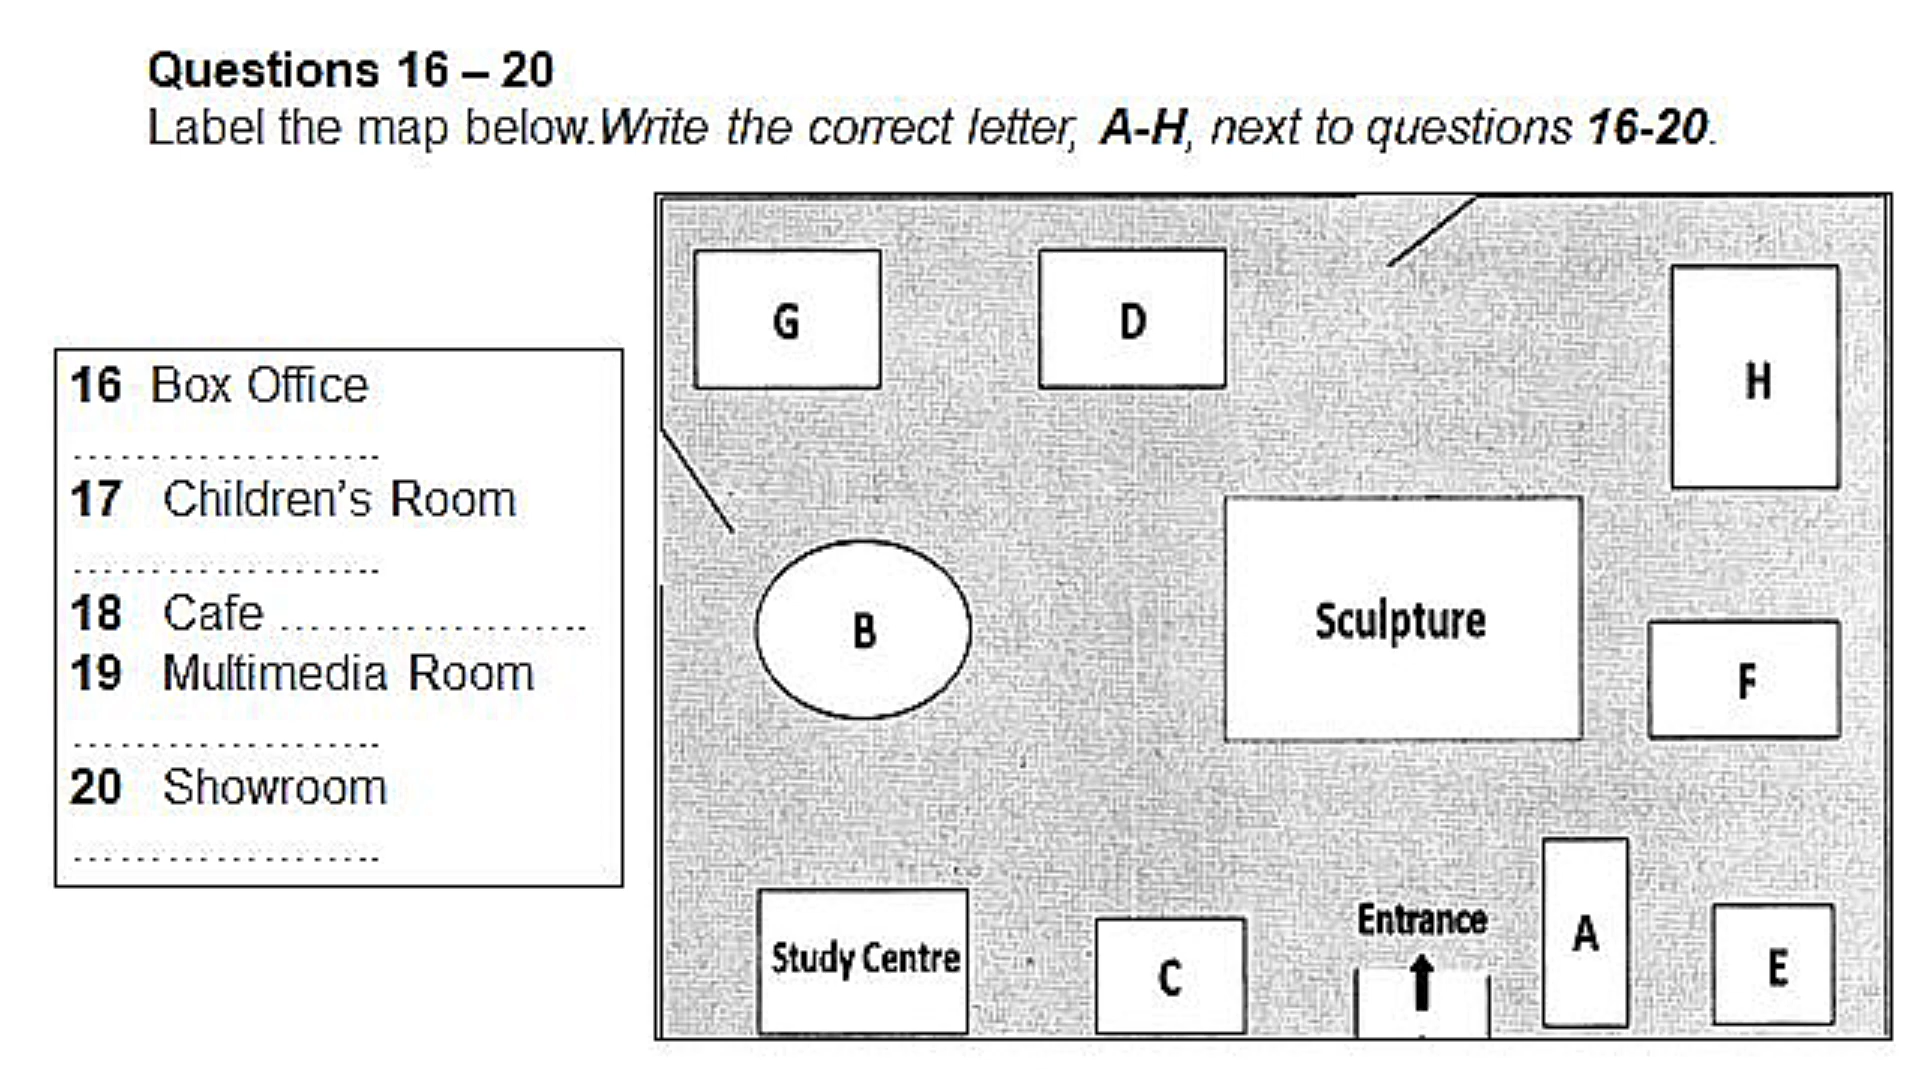 Questions 16 – 20
Label the map below.Write the correct letter, A-H, next to questions 16-20.
16 Box Office
....................
17 Children's Room
....................
18 Cafe ....................
19 Multimedia Room
....................
20 Showroom
....................
G
D
H
B
Sculpture
F
Study Centre
C
Entrance
A
E